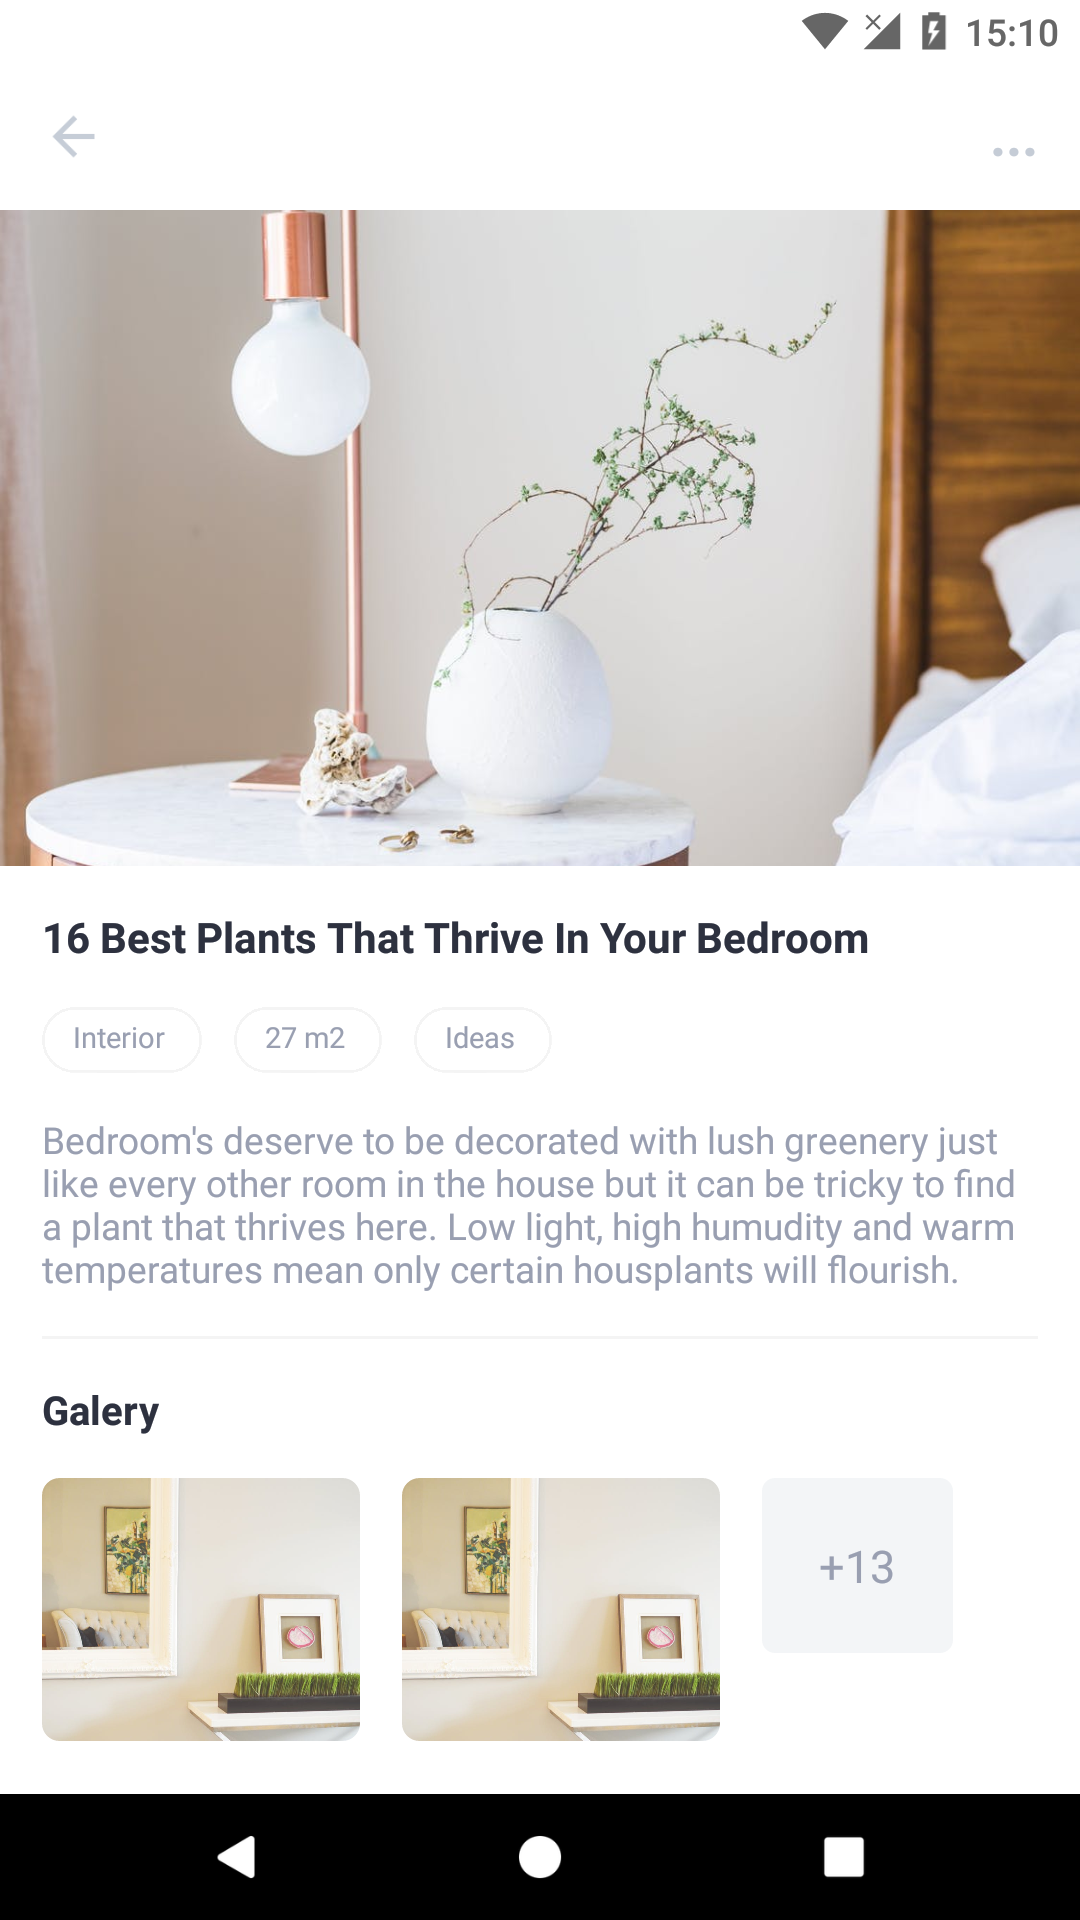 15:10
16 Best Plants That Thrive In Your Bedroom
Interior 27 m2 Ideas
Bedroom's deserve to be decorated with lush greenery just
like every other room in the house but it can be tricky to find
a plant that thrives here. Low light, high humudity and warm
temperatures mean only certain housplants will flourish.
Galery
+13